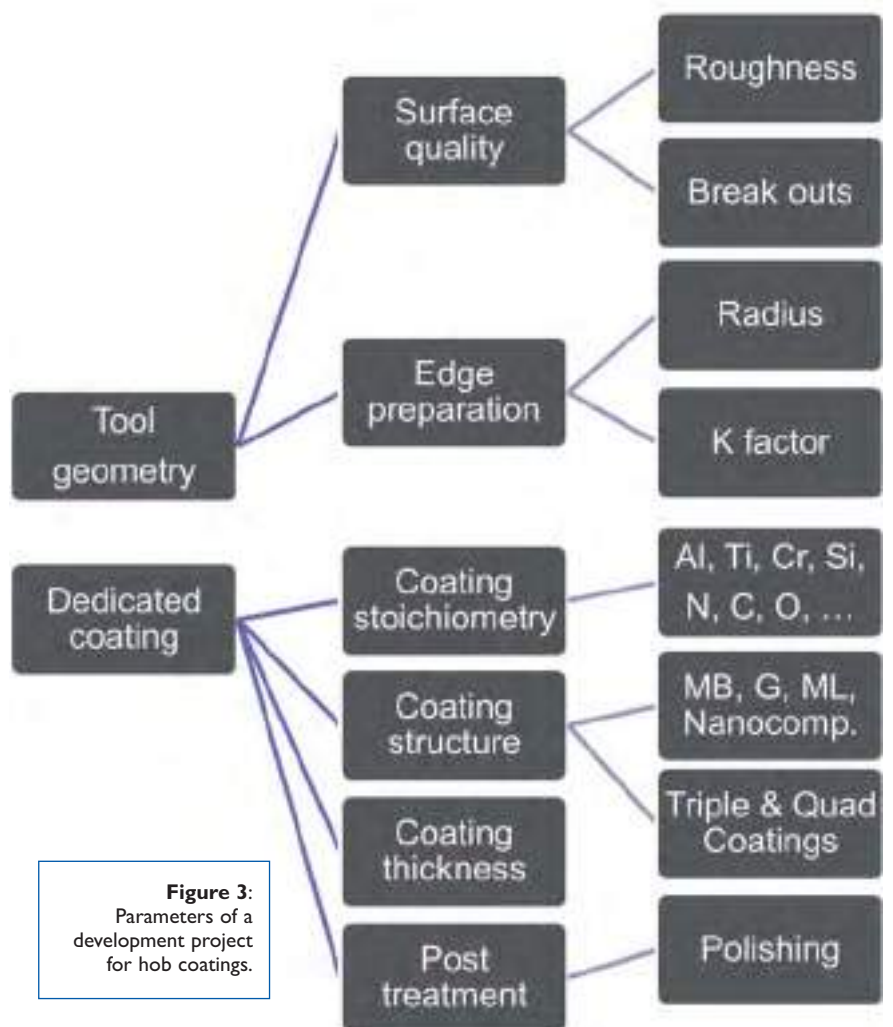 Tool
geometry
Surface
quality
Roughness
Break outs
Edge
preparation
Radius
K factor
Dedicated
coating
Coating
stoichiometry
Al, Ti, Cr, Si,
N, C, O, ...
Coating
structure
MB, G, ML,
Nanocomp.
Triple & Quad
Coatings
Coating
thickness
Post
treatment
Polishing
Figure 3:
Parameters of a
development project
for hob coatings.